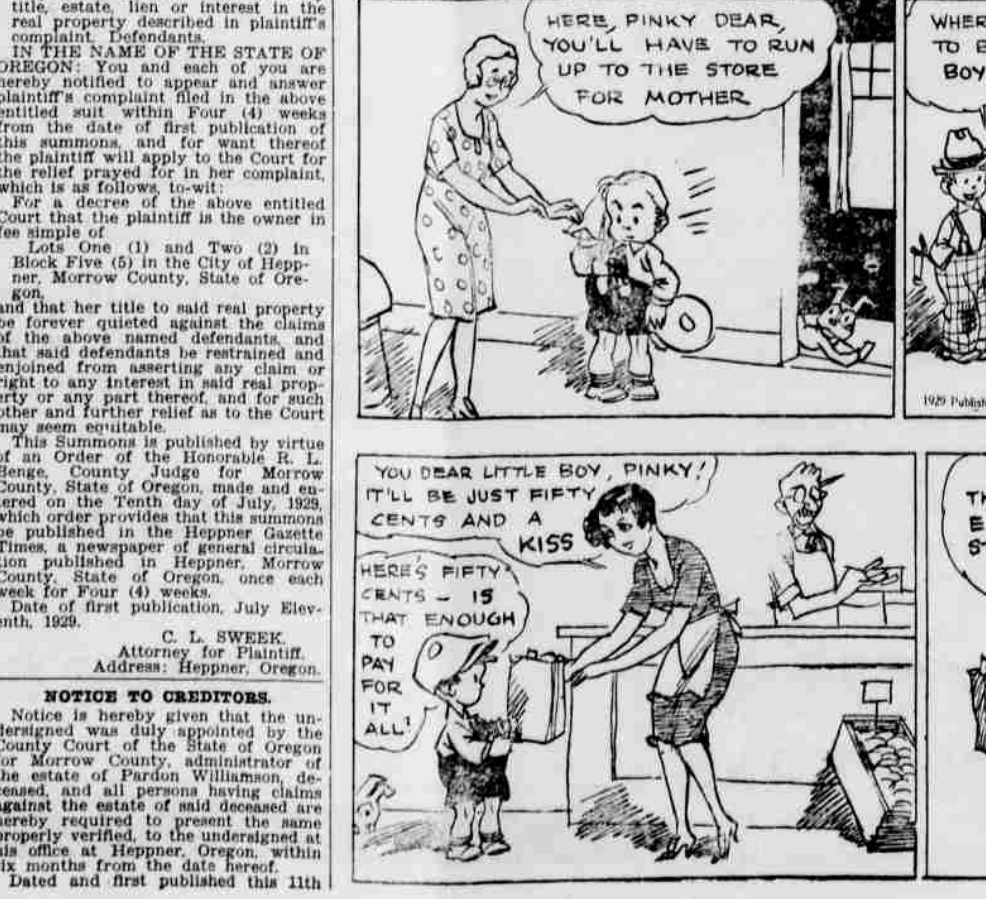 title, estate, lien or interest in the
real property described in plaintiff's
complaint, Defendants.
IN THE NAME OF THE STATE OF
OREGON: You and each of you are
hereby notified to appear and answer
plaintiff's complaint filed in the above
entitled suit within Four (4) weeks
from the date of first publication of
this summons, and for want thereof
the plaintiff will apply to the Court for
the relief prayed for in her complaint,
which is as follows, to-wit:
For a decree of the above entitled
Court that the plaintiff is the owner in
fee simple of
Lots One (1) and Two (2) in
Block Five (5) in the City of Hepp-
ner, Morrow County, State of Ore-
gon,
and that her title to said real property
be forever quieted against the claims
of the above named defendants, and
that said defendants be restrained and
enjoined from asserting any claim or
right to any interest in said real prop-
erty or any part thereof, and for such
other and further relief as to the Court
may seem equitable.
This Summons is published by virtue
of an Order of the Honorable R. L.
Benge, County Judge for Morrow
County, State of Oregon, made and en-
tered on the Tenth day of July, 1929,
which order provides that this summons
be published in the Heppner Gazette
Times, a newspaper of general circula-
tion published in Heppner, Morrow
County, State of Oregon, once each
week for Four (4) weeks.
Date of first publication, July Elev-
enth, 1929.
C. L. SWEEK,
Attorney for Plaintiff,
Address: Heppner, Oregon.
NOTICE TO CREDITORS.
Notice is hereby given that the un-
dersigned was duly appointed by the
County Court of the State of Oregon
for Morrow County, administrator of
the estate of Pardon Williamson, de-
ceased, and all persons having claims
against the estate of said deceased are
hereby required to present the same
properly verified, to the undersigned at
his office at Heppner, Oregon, within
six months from the date hereof.
Dated and first published this 11th
HERE, PINKY DEAR,
YOU'LL HAVE TO RUN
UP TO THE STORE
FOR MOTHER
WHER
TO B
BOY
1929 Publish
YOU DEAR LITTLE BOY, PINKY!
IT'LL BE JUST FIFTY
CENTS AND A
KISS
HERE'S FIFTY
CENTS – IS
THAT ENOUGH
TO
PAY
FOR
IT
ALL?
TH
E
ST